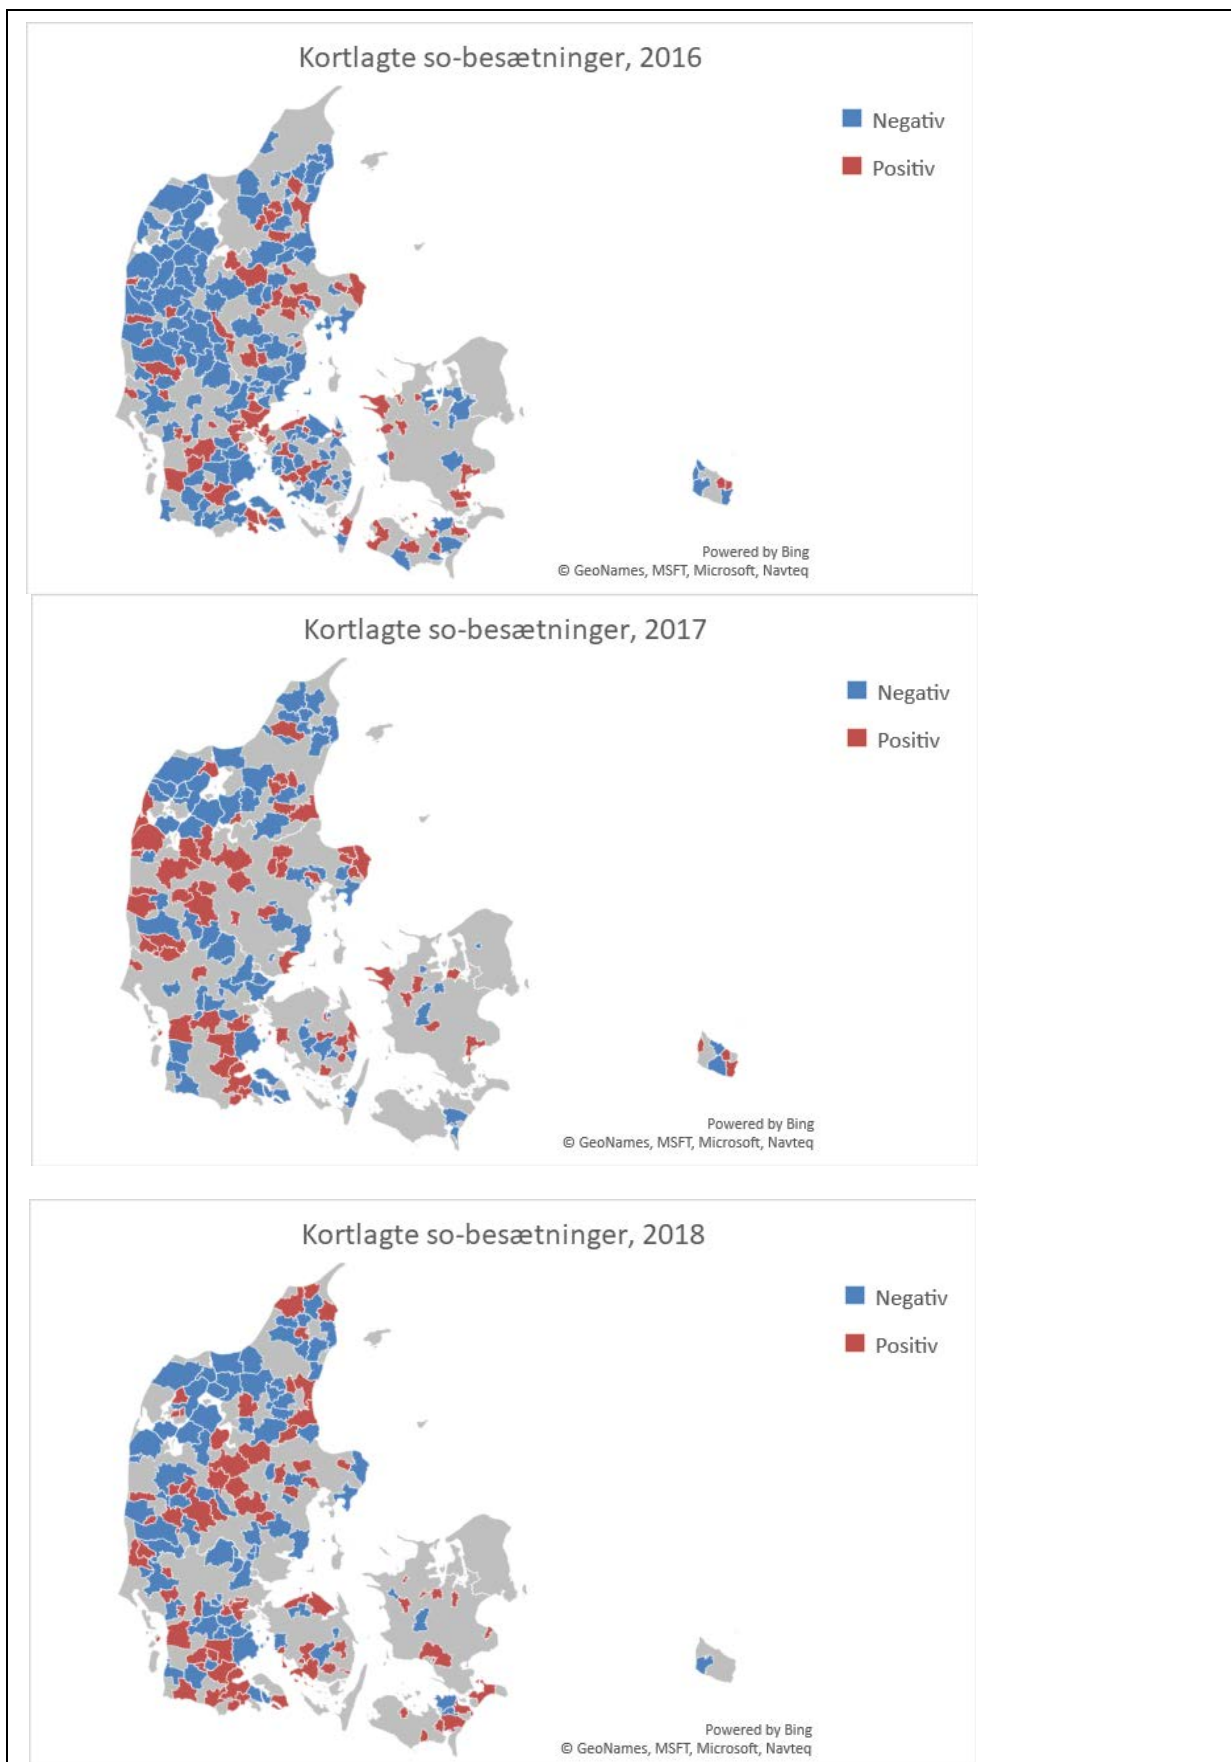 Kortlagte so-besætninger, 2016
Negativ
Positiv
Powered by Bing
© GeoNames, MSFT, Microsoft, Navteq
Kortlagte so-besætninger, 2017
Negativ
Positiv
Powered by Bing
© GeoNames, MSFT, Microsoft, Navteq
Kortlagte so-besætninger, 2018
Negativ
Positiv
Powered by Bing
© GeoNames, MSFT, Microsoft, Navteq